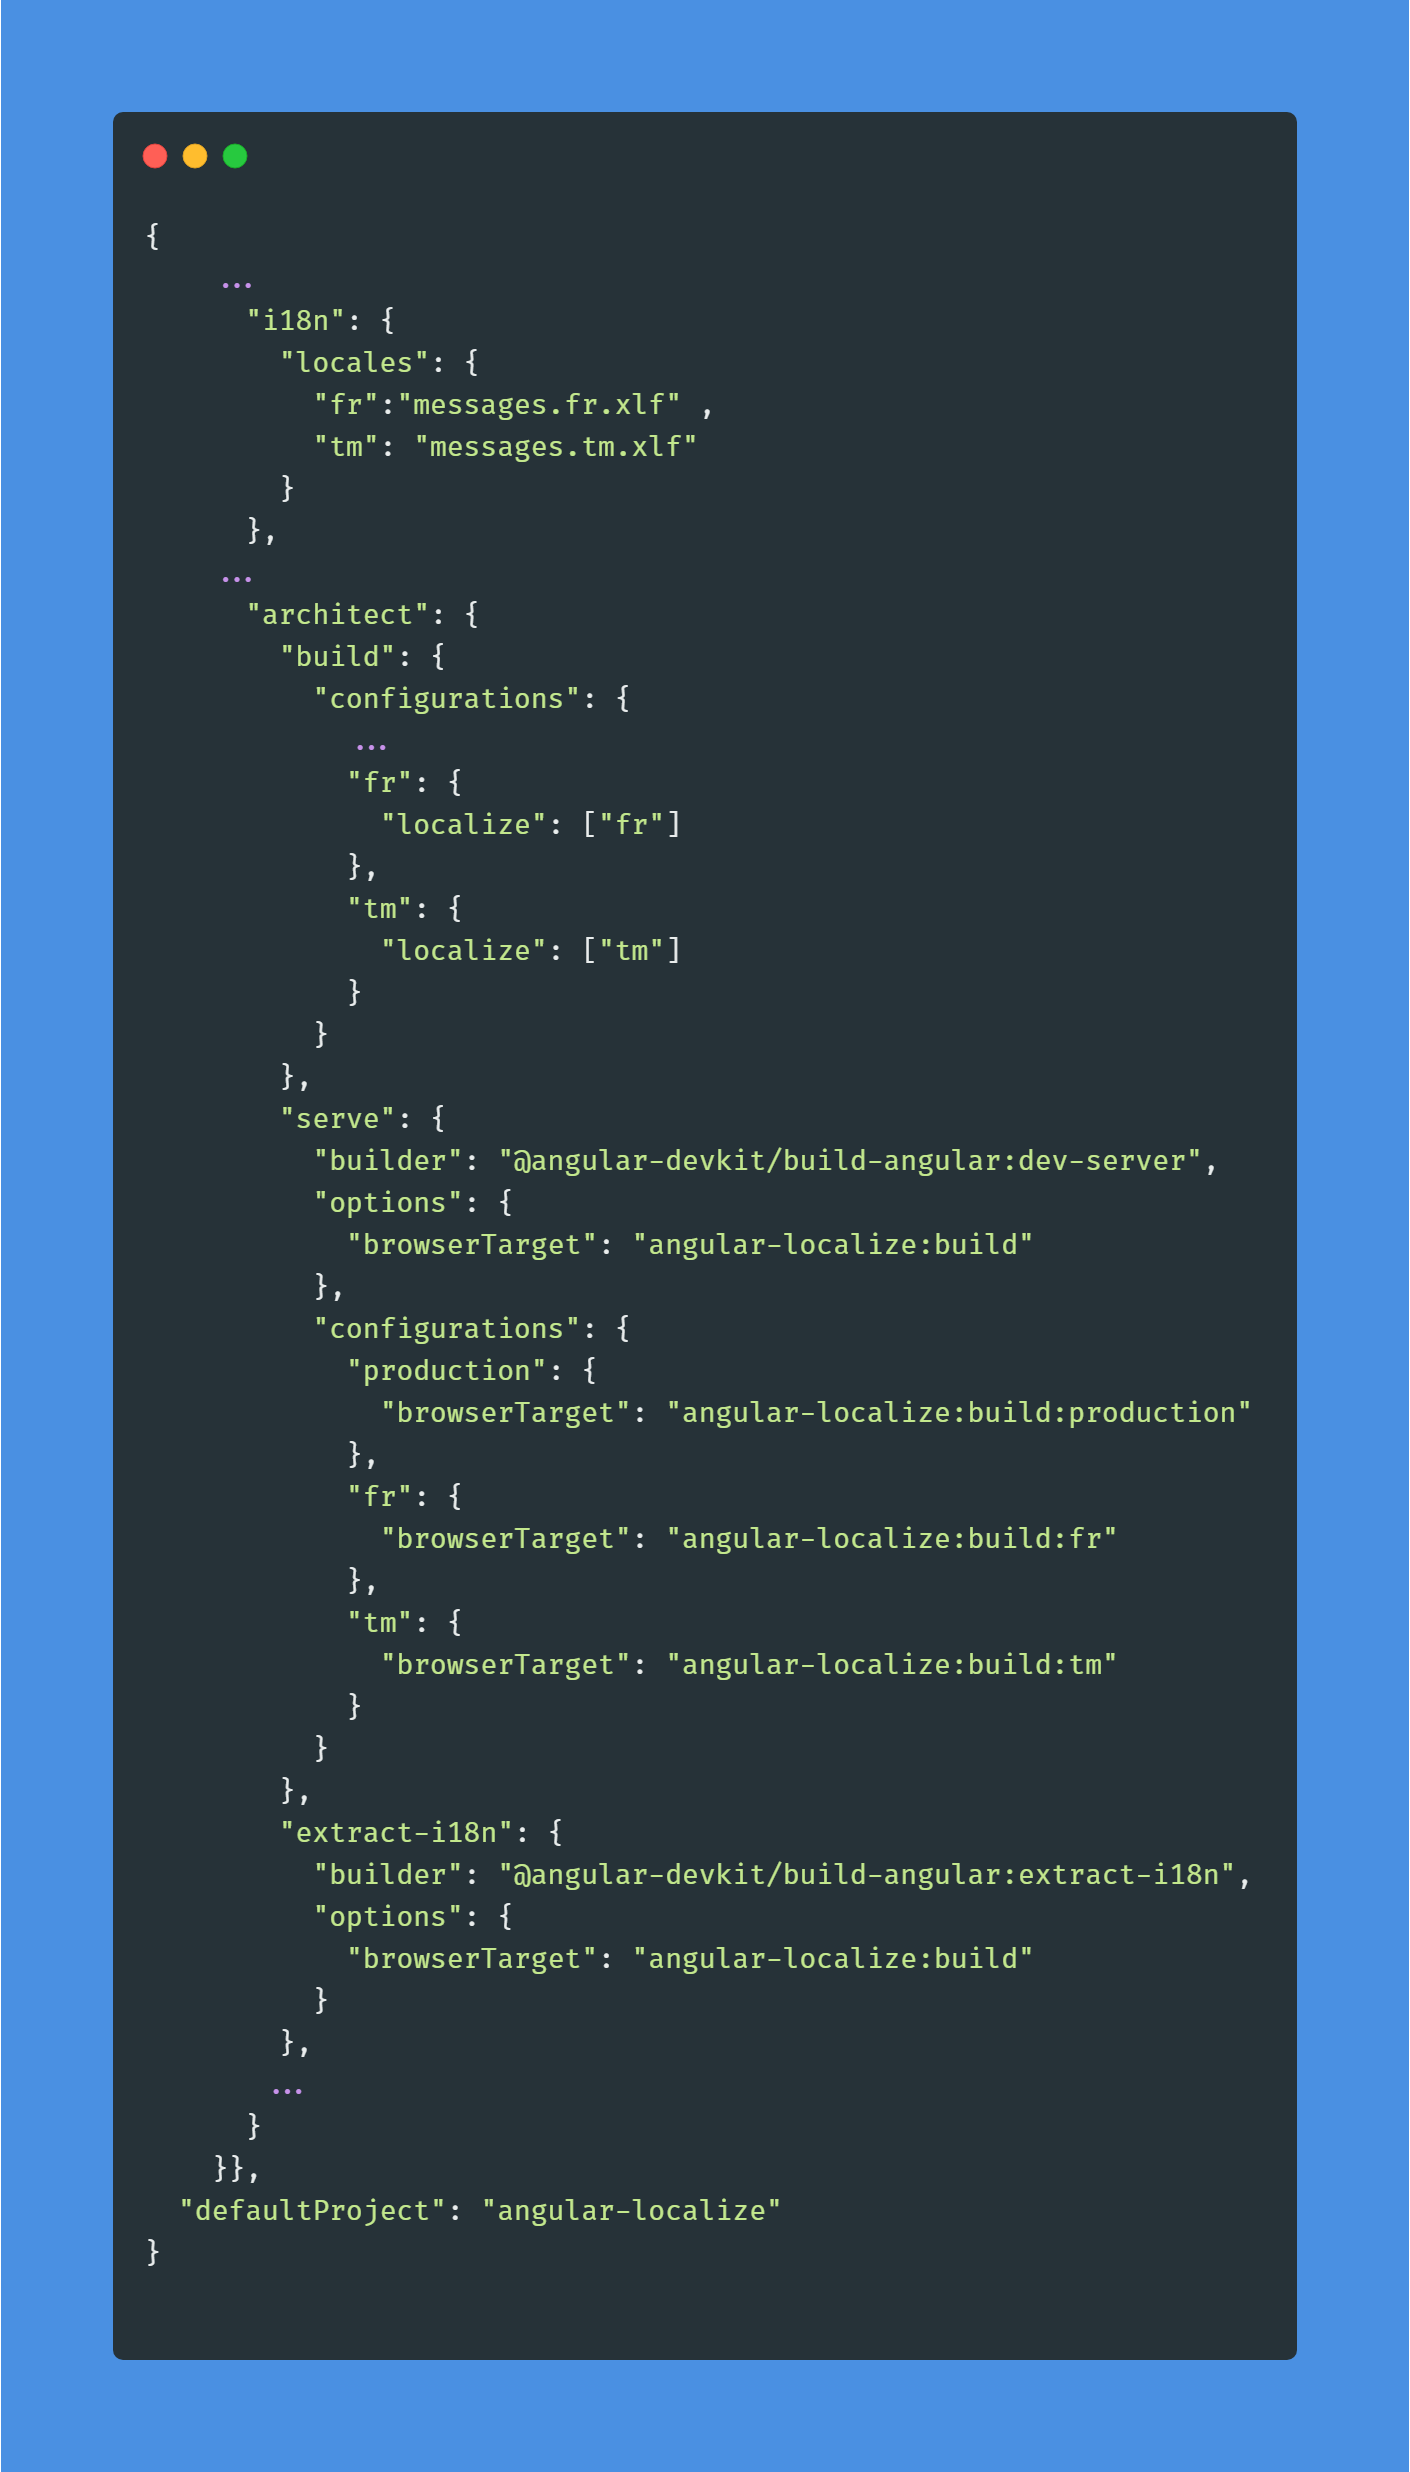 {
     ...
      "i18n": {
        "locales": {
          "fr":"messages.fr.xlf" ,
          "tm": "messages.tm.xlf"
        }
      },
     ...
      "architect": {
        "build": {
          "configurations": {
             ...
            "fr": {
              "localize": ["fr"]
            },
            "tm": {
              "localize": ["tm"]
            }
          }
        },
        "serve": {
          "builder": "@angular-devkit/build-angular:dev-server",
          "options": {
            "browserTarget": "angular-localize:build"
          },
          "configurations": {
            "production": {
              "browserTarget": "angular-localize:build:production"
            },
            "fr": {
              "browserTarget": "angular-localize:build:fr"
            },
            "tm": {
              "browserTarget": "angular-localize:build:tm"
            }
          }
        },
        "extract-i18n": {
          "builder": "@angular-devkit/build-angular:extract-i18n",
          "options": {
            "browserTarget": "angular-localize:build"
          }
        },
        ...
      }
    }},
  "defaultProject": "angular-localize"
}